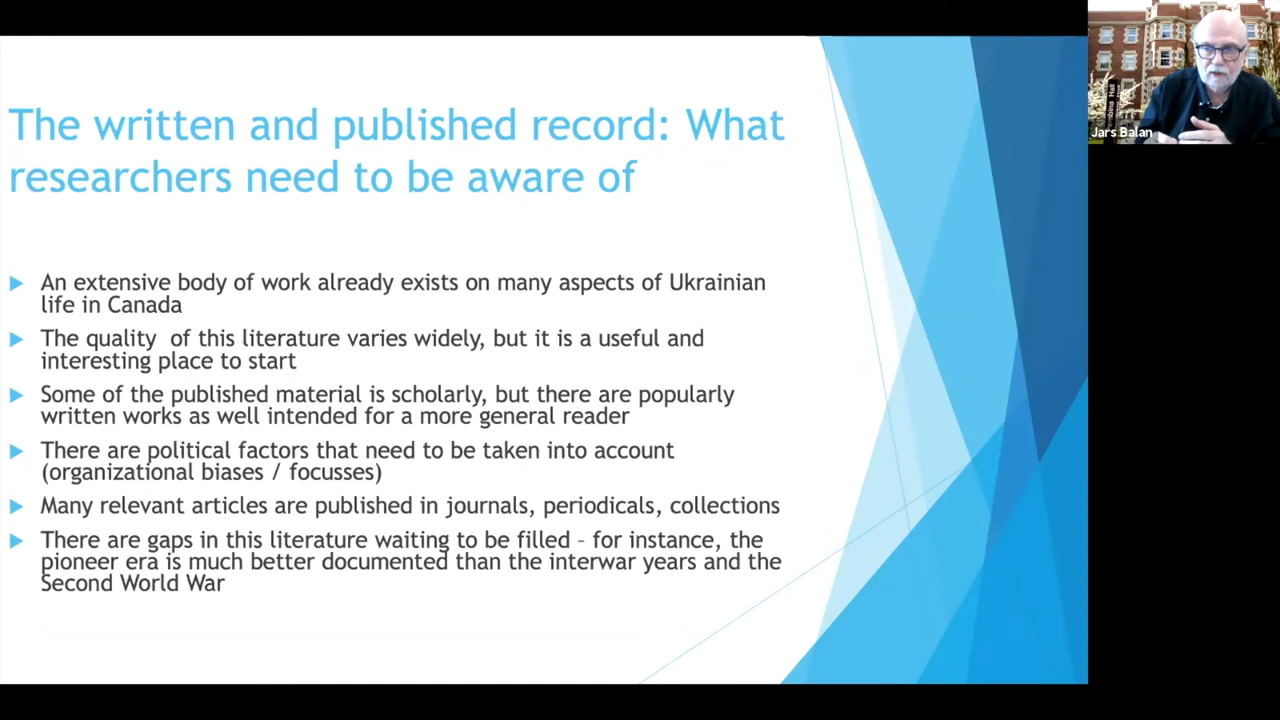 The written and published record: What
researchers need to be aware of
An extensive body of work already exists on many aspects of Ukrainian
life in Canada
The quality of this literature varies widely, but it is a useful and
interesting place to start
Some of the published material is scholarly, but there are popularly
written works as well intended for a more general reader
There are political factors that need to be taken into account
(organizational biases / focusses)
Many relevant articles are published in journals, periodicals, collections
There are gaps in this literature waiting to be filled – for instance, the
pioneer era is much better documented than the interwar years and the
Second World War
Jars Balan